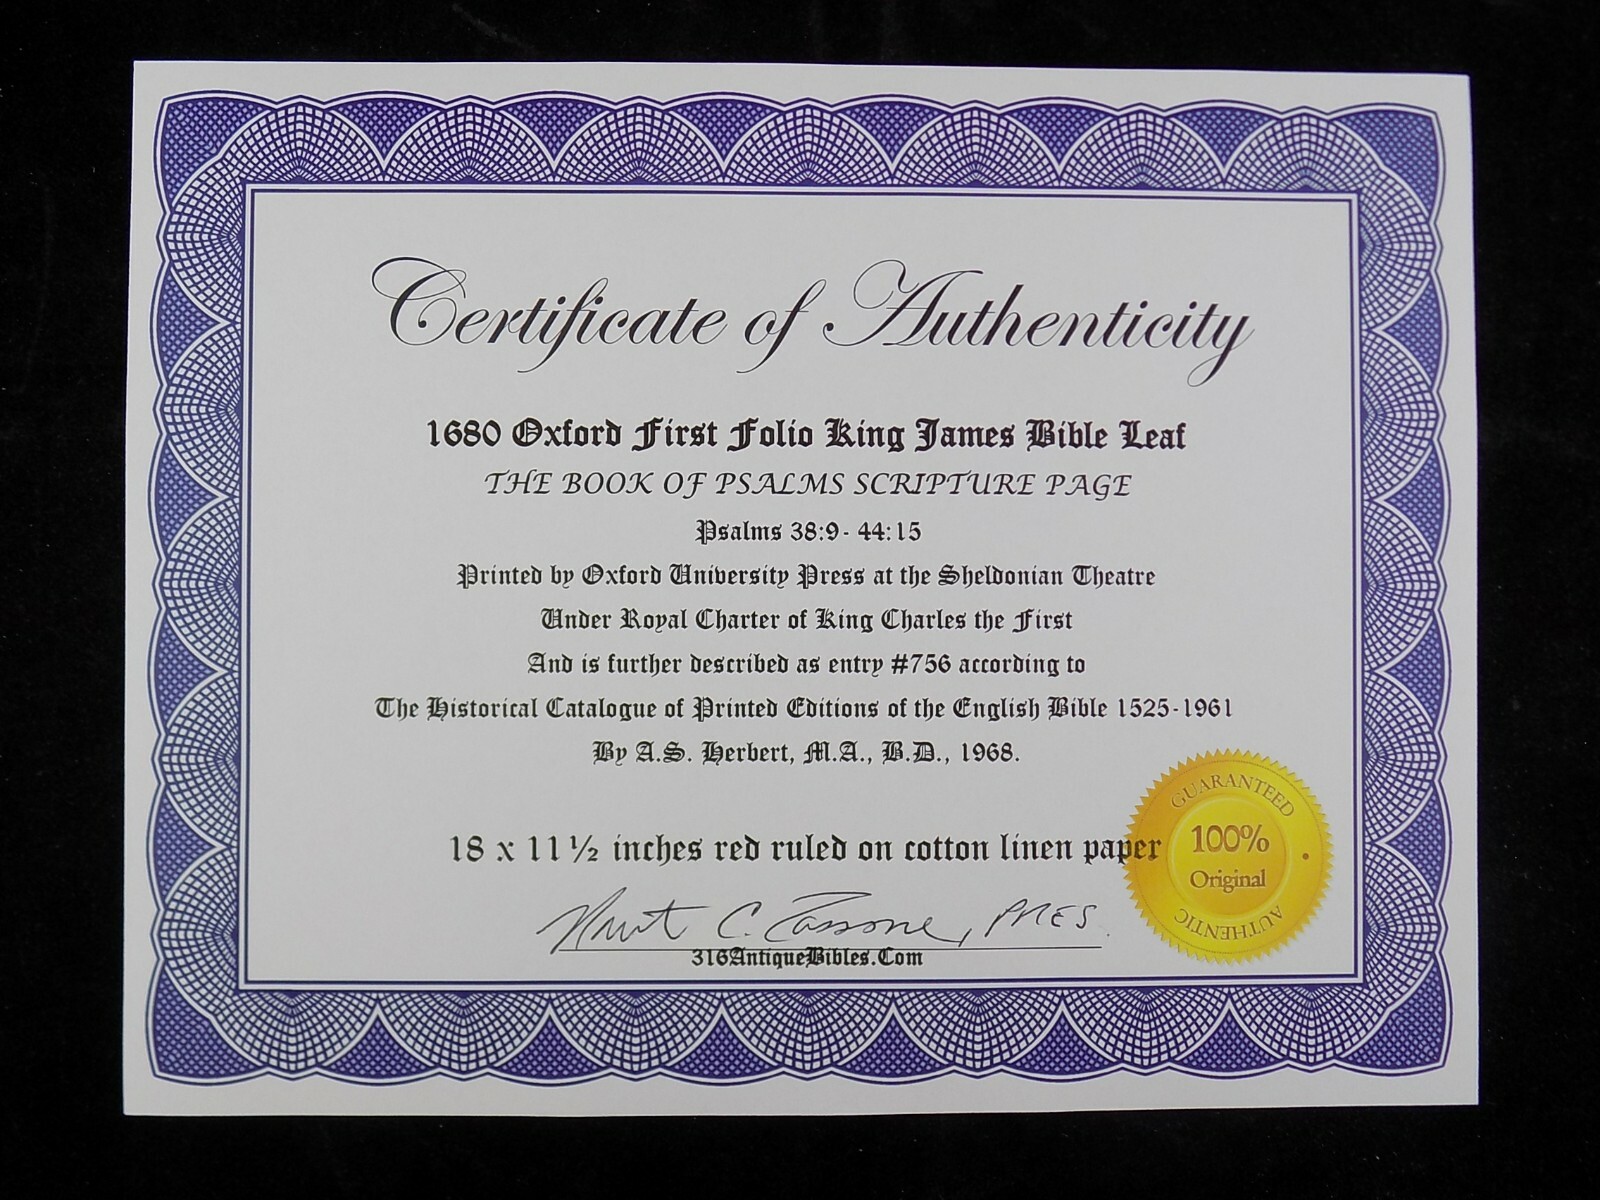 Certificate of Authenticity
1680 Oxford First Folio King James Bible Leaf
THE BOOK OF PSALMS SCRIPTURE PAGE
Psalms 38:9- 44:15
Printed by Oxford University Press at the Sheldonian Theatre
Under Royal Charter of King Charles the First
And is further described as entry #756 according to
The Historical Catalogue of Printed Editions of the English Bible 1525-1961
By A.S. Herbert, M.A., B.D., 1968.
18 x 11 ½ inches red ruled on cotton linen paper
GUARANTEED
100%
Original
AUTHENTIC
C. , PRES.
316AntiqueBibles.Com